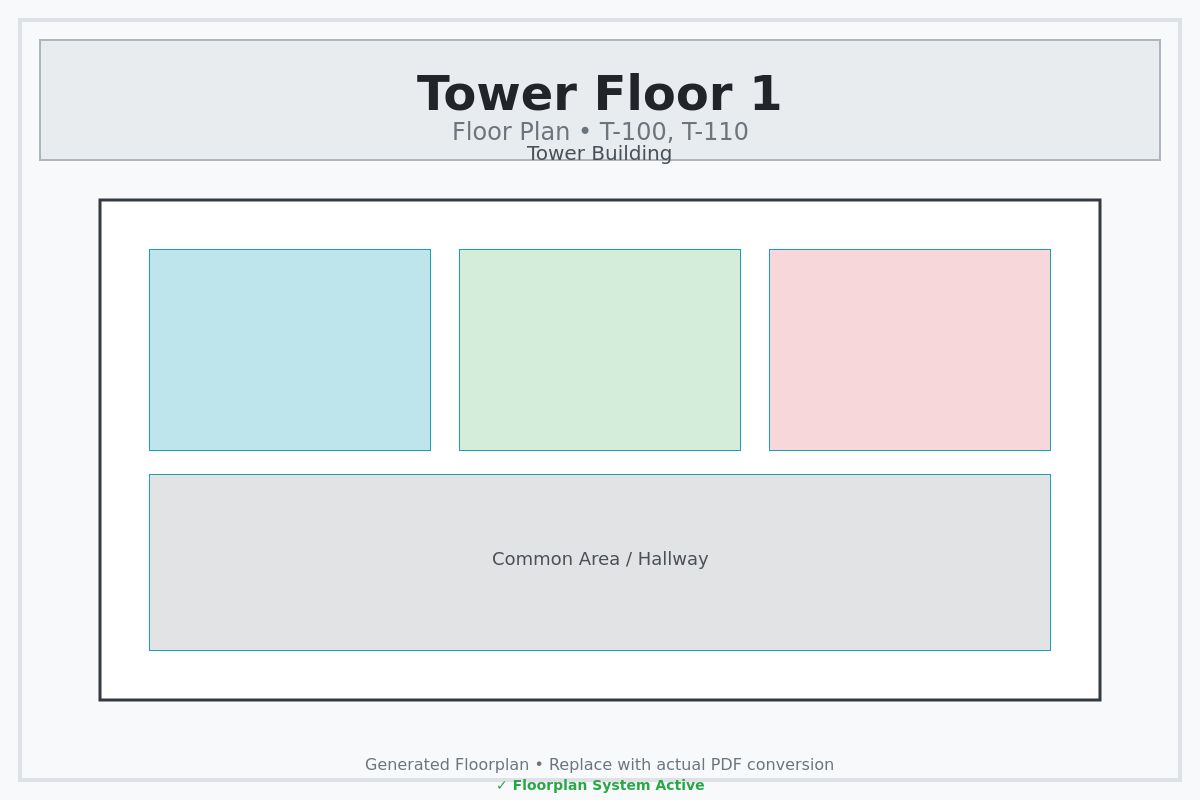 Tower Floor 1
Floor Plan • T-100, T-110
Tower Building
Common Area / Hallway
Generated Floorplan • Replace with actual PDF conversion
✓ Floorplan System Active